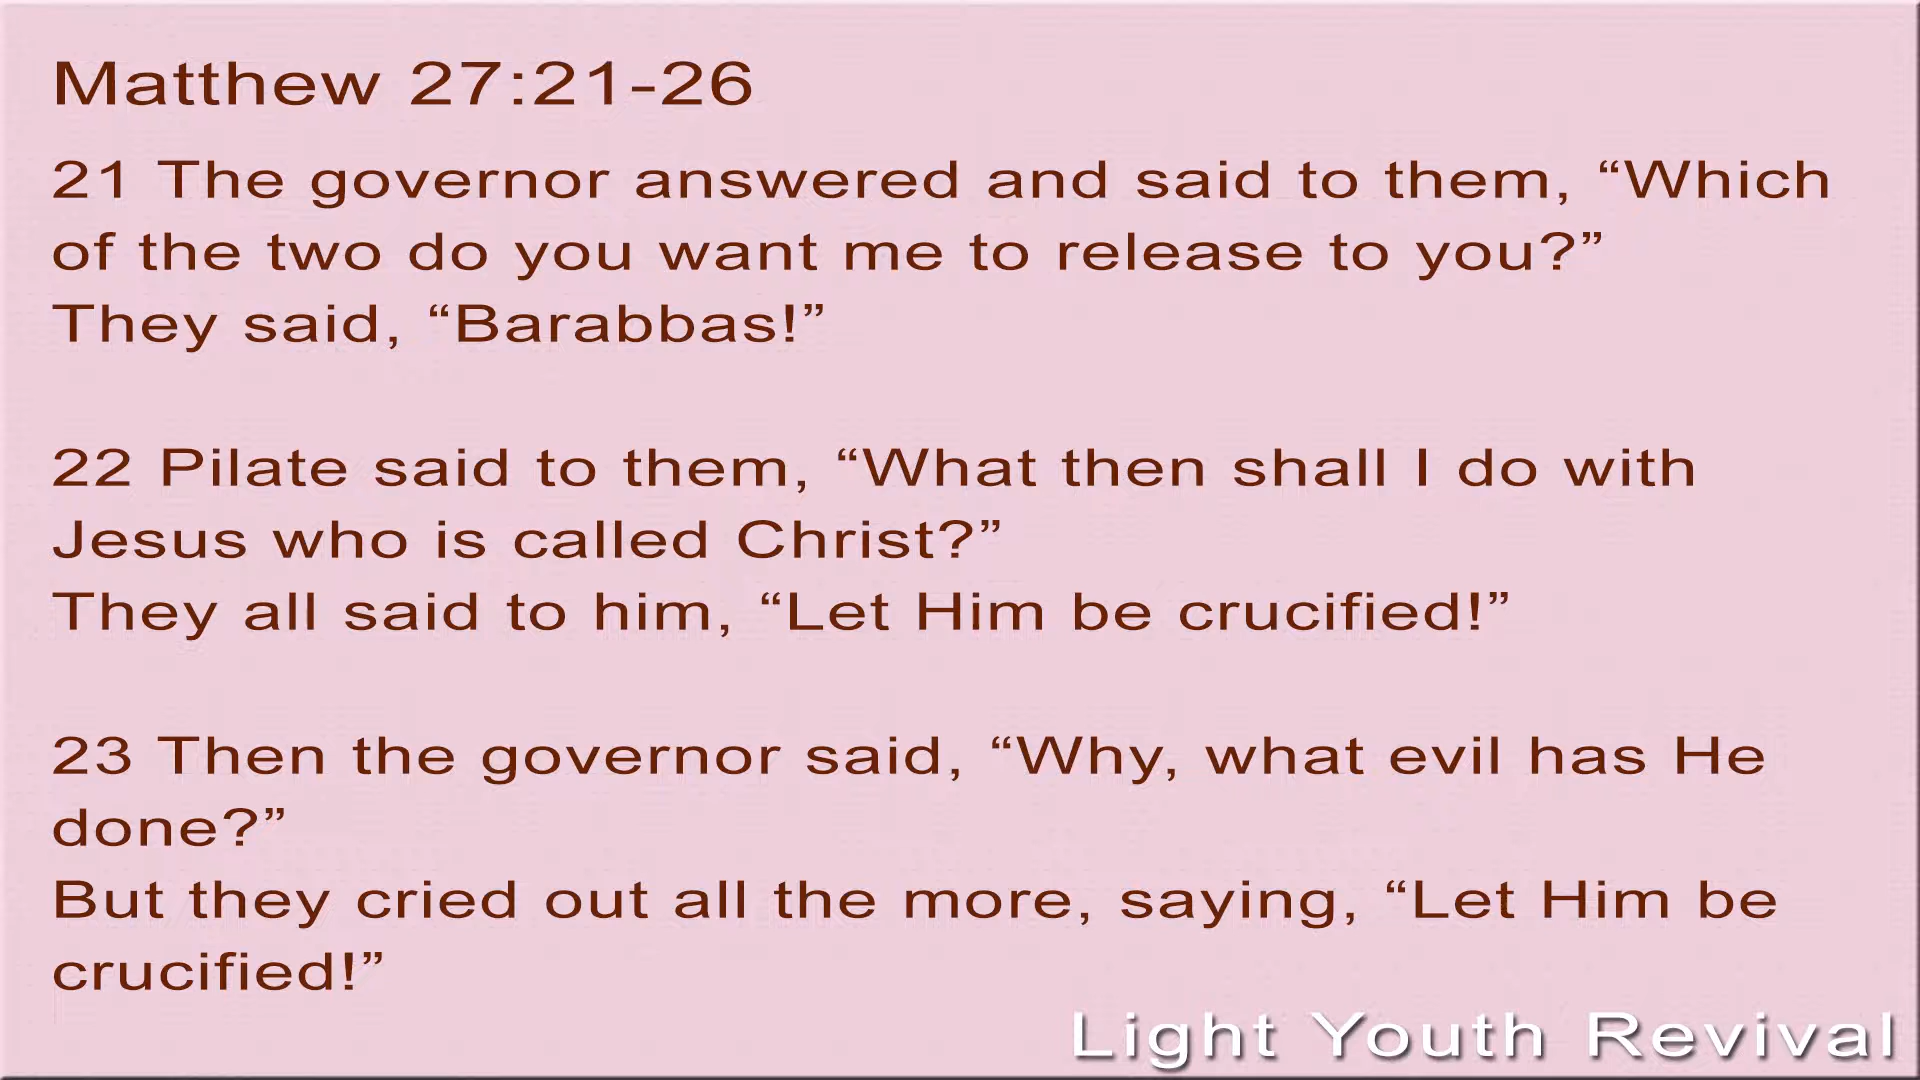 Matthew 27:21-26
21 The governor answered and said to them, “Which
of the two do you want me to release to you?”
They said, “Barabbas!”
22 Pilate said to them, “What then shall I do with
Jesus who is called Christ?”
They all said to him, “Let Him be crucified!”
23 Then the governor said, “Why, what evil has He
done?”
But they cried out all the more, saying, “Let Him be
crucified!”
Light Youth Revival